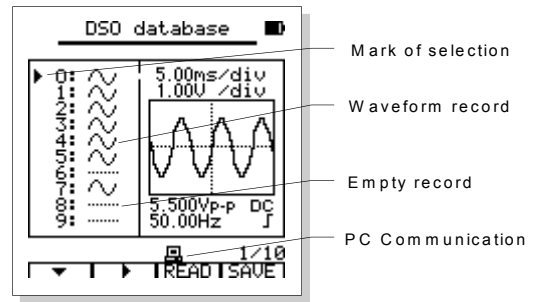 DSO database
0:
1:
2:
3:
4:
5:
6:
7:
8:
9:
5.00ms/div
1.00V /div
5.500Vp-p DC
50.00Hz
1/10
READ SAVE
Mark of selection
Waveform record
Empty record
PC Communication